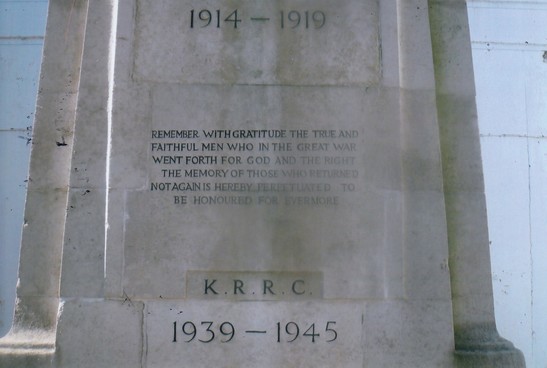 1914 — 1919
REMEMBER WITH GRATITUDE THE TRUE AND
FAITHFUL MEN WHO IN THE GREAT WAR
WENT FORTH FOR GOD AND THE RIGHT
THE MEMORY OF THOSE WHO RETURNED
NOT AGAIN IS HEREBY PERPETUATED TO
BE HONOURED FOR EVERMORE
K.R.R.C.
1939 — 1945